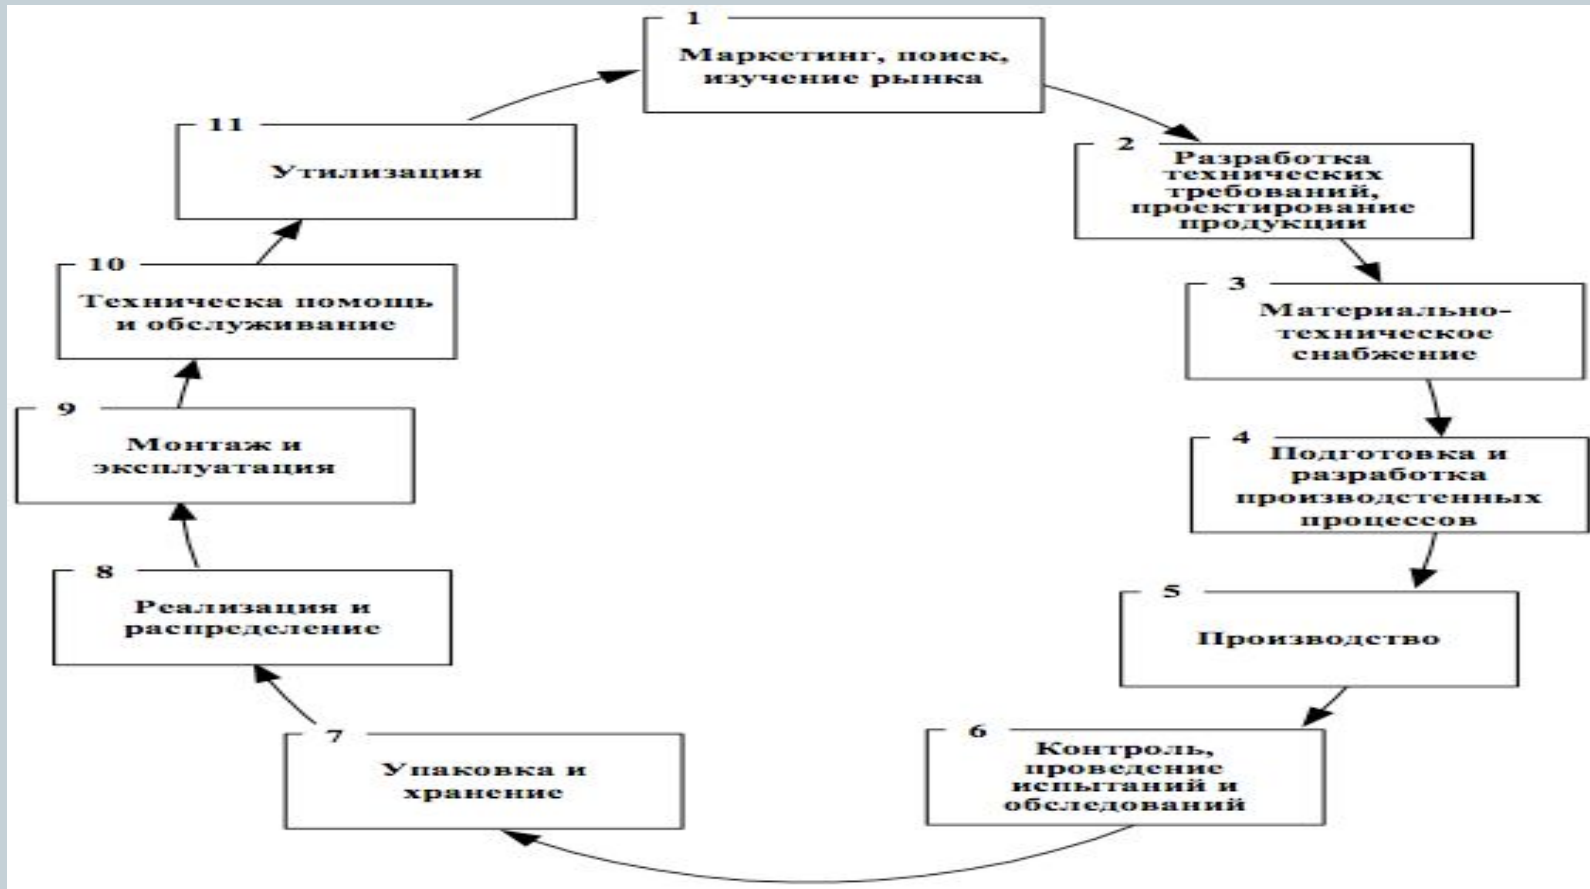 1
Маркетинг, поиск,
изучение рынка
2
Разработка
технических
требований,
проектирование
продукции
3
Материально-
техническое
снабжение
4
Подготовка и
разработка
производстенных
процессов
5
Производство
6
Контроль,
проведение
испытаний и
обследований
7
Упаковка и
хранение
8
Реализация и
распределение
9
Монтаж и
эксплуатация
10
Техническа помощь
и обслуживание
11
Утилизация